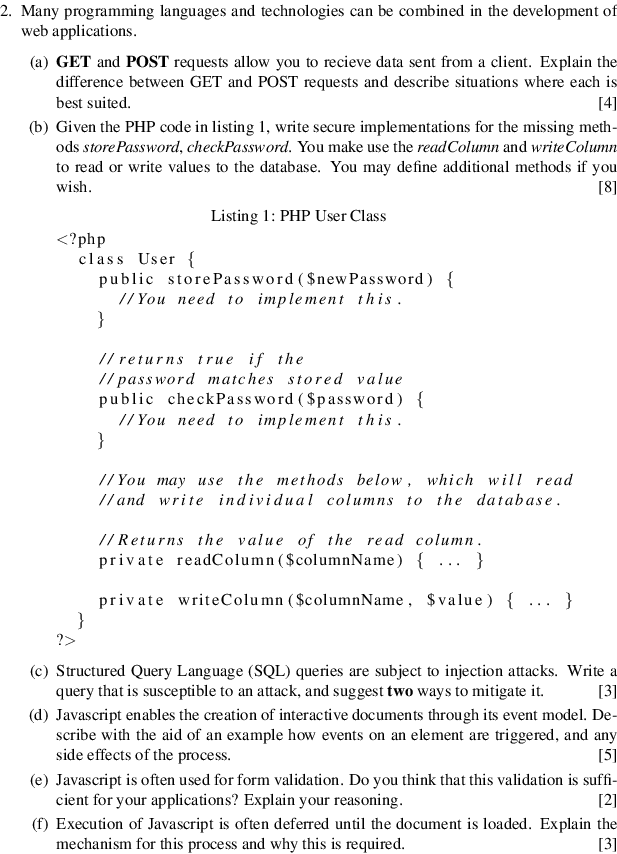 2. Many programming languages and technologies can be combined in the development of
web applications.
(a) GET and POST requests allow you to recieve data sent from a client. Explain the
difference between GET and POST requests and describe situations where each is
best suited. [4]
(b) Given the PHP code in listing 1, write secure implementations for the missing meth-
ods storePassword, checkPassword. You make use the readColumn and writeColumn
to read or write values to the database. You may define additional methods if you
wish. [8]
Listing 1: PHP User Class
<?php
class User {
public storePassword($newPassword) {
//You need to implement this.
}
//returns true if the
//password matches stored value
public checkPassword($password) {
//You need to implement this.
}
//You may use the methods below, which will read
//and write individual columns to the database.
//Returns the value of the read column.
private readColumn($columnName) { ... }
private writeColumn($columnName, $value) { ... }
}
?>
(c) Structured Query Language (SQL) queries are subject to injection attacks. Write a
query that is susceptible to an attack, and suggest two ways to mitigate it. [3]
(d) Javascript enables the creation of interactive documents through its event model. De-
scribe with the aid of an example how events on an element are triggered, and any
side effects of the process. [5]
(e) Javascript is often used for form validation. Do you think that this validation is suffi-
cient for your applications? Explain your reasoning. [2]
(f) Execution of Javascript is often deferred until the document is loaded. Explain the
mechanism for this process and why this is required. [3]